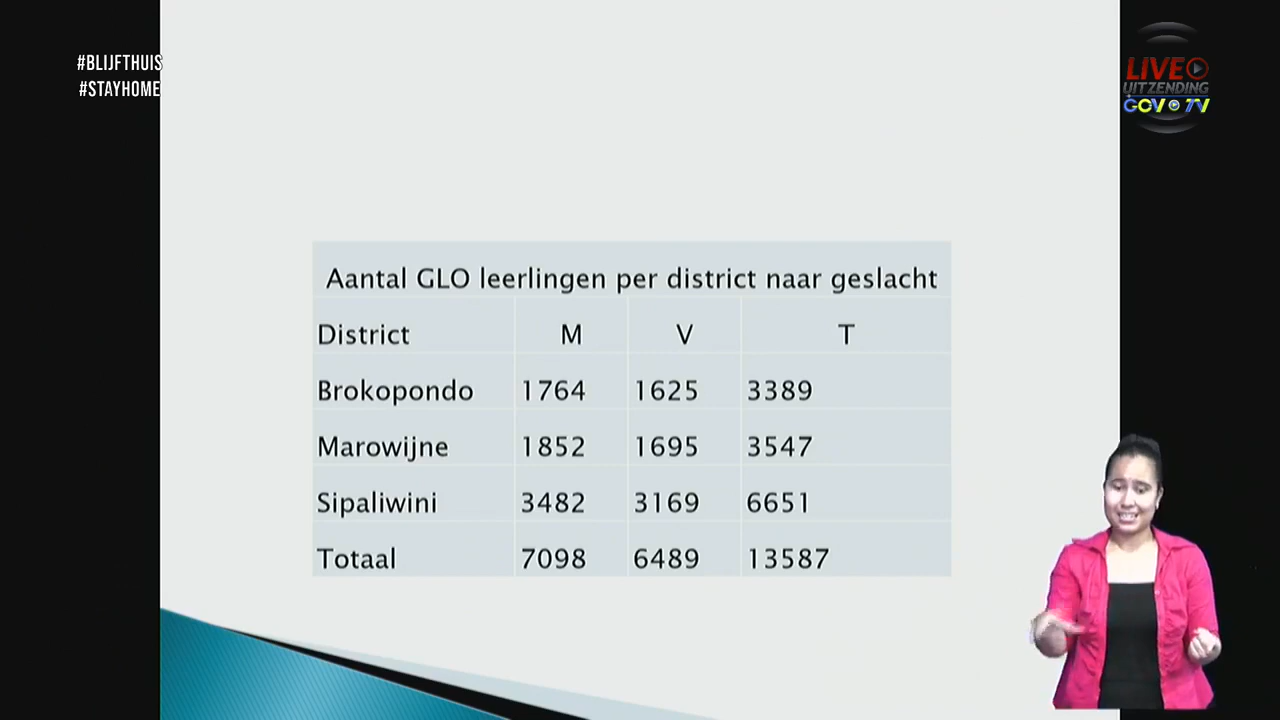 #BLIJFTHUIS
#STAYHOME
LIVE
UITZENDING
GOV TV
Aantal GLO leerlingen per district naar geslacht
District M V T
Brokopondo 1764 1625 3389
Marowijne 1852 1695 3547
Sipaliwini 3482 3169 6651
Totaal 7098 6489 13587